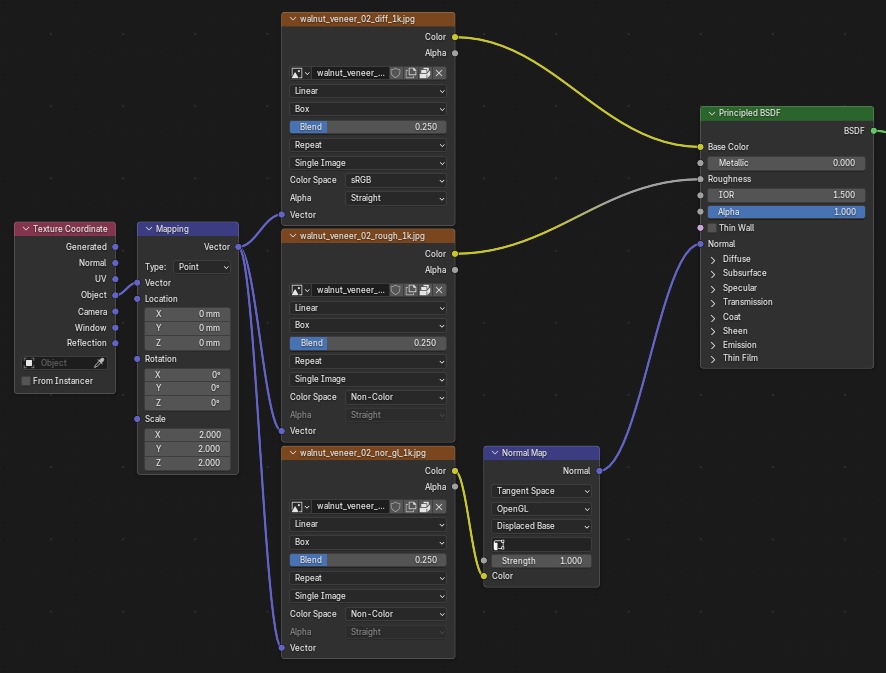 Texture Coordinate
Generated
Normal
UV
Object
Camera
Window
Reflection
Object
From Instancer
Mapping
Vector
Type: Point
Vector
Location
X 0 mm
Y 0 mm
Z 0 mm
Rotation
X 0°
Y 0°
Z 0°
Scale
X 2.000
Y 2.000
Z 2.000
walnut_veneer_02_diff_1k.jpg
Color
Alpha
walnut_veneer_...
Linear
Box
Blend 0.250
Repeat
Single Image
Color Space sRGB
Alpha Straight
Vector
walnut_veneer_02_rough_1k.jpg
Color
Alpha
walnut_veneer_...
Linear
Box
Blend 0.250
Repeat
Single Image
Color Space Non-Color
Alpha Straight
Vector
walnut_veneer_02_nor_gl_1k.jpg
Color
Alpha
walnut_veneer_...
Linear
Box
Blend 0.250
Repeat
Single Image
Color Space Non-Color
Alpha Straight
Vector
Normal Map
Normal
Tangent Space
OpenGL
Displaced Base
Strength 1.000
Color
Principled BSDF
BSDF
Base Color
Metallic 0.000
Roughness
IOR 1.500
Alpha 1.000
Thin Wall
Normal
Diffuse
Subsurface
Specular
Transmission
Coat
Sheen
Emission
Thin Film